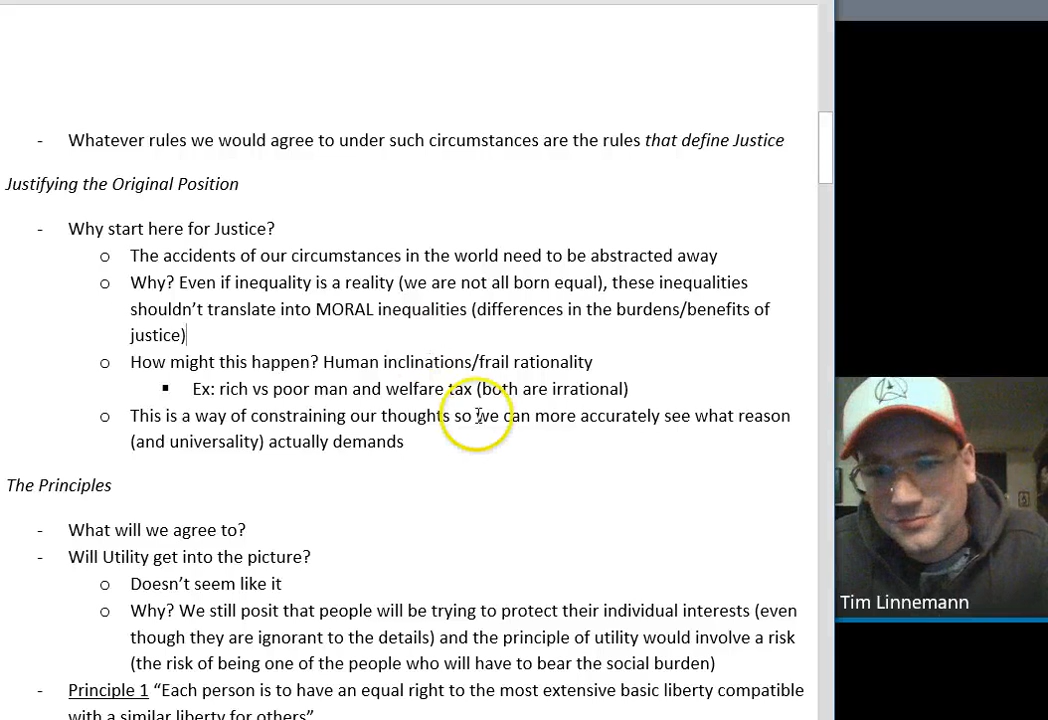 - Whatever rules we would agree to under such circumstances are the rules that define Justice
Justifying the Original Position
- Why start here for Justice?
o The accidents of our circumstances in the world need to be abstracted away
o Why? Even if inequality is a reality (we are not all born equal), these inequalities
shouldn't translate into MORAL inequalities (differences in the burdens/benefits of
justice)
o How might this happen? Human inclinations/frail rationality
▪ Ex: rich vs poor man and welfare tax (both are irrational)
o This is a way of constraining our thoughts so we can more accurately see what reason
(and universality) actually demands
The Principles
- What will we agree to?
- Will Utility get into the picture?
o Doesn't seem like it
o Why? We still posit that people will be trying to protect their individual interests (even
though they are ignorant to the details) and the principle of utility would involve a risk
(the risk of being one of the people who will have to bear the social burden)
- Principle 1 "Each person is to have an equal right to the most extensive basic liberty compatible
with a similar liberty for others"
Tim Linnemann